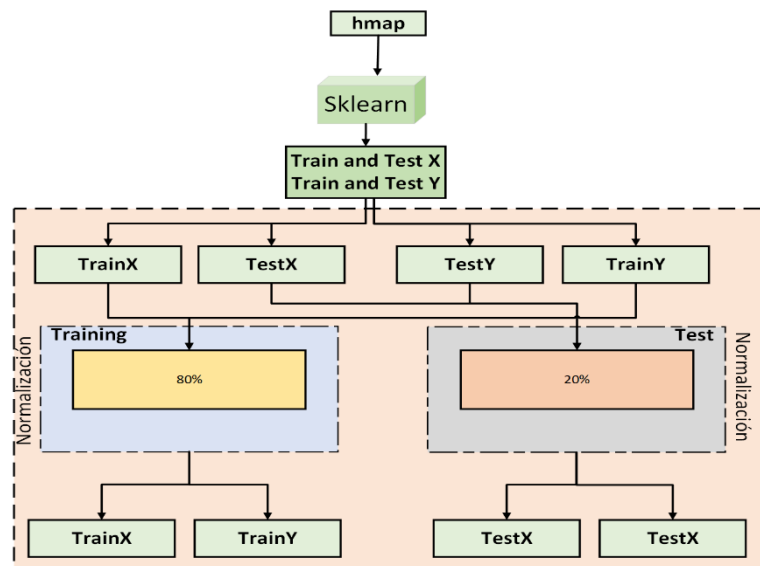 hmap
Sklearn
Train and Test X
Train and Test Y
TrainX
TestX
TestY
TrainY
Normalización
Training
80%
Test
20%
Normalización
TrainX
TrainY
TestX
TestX